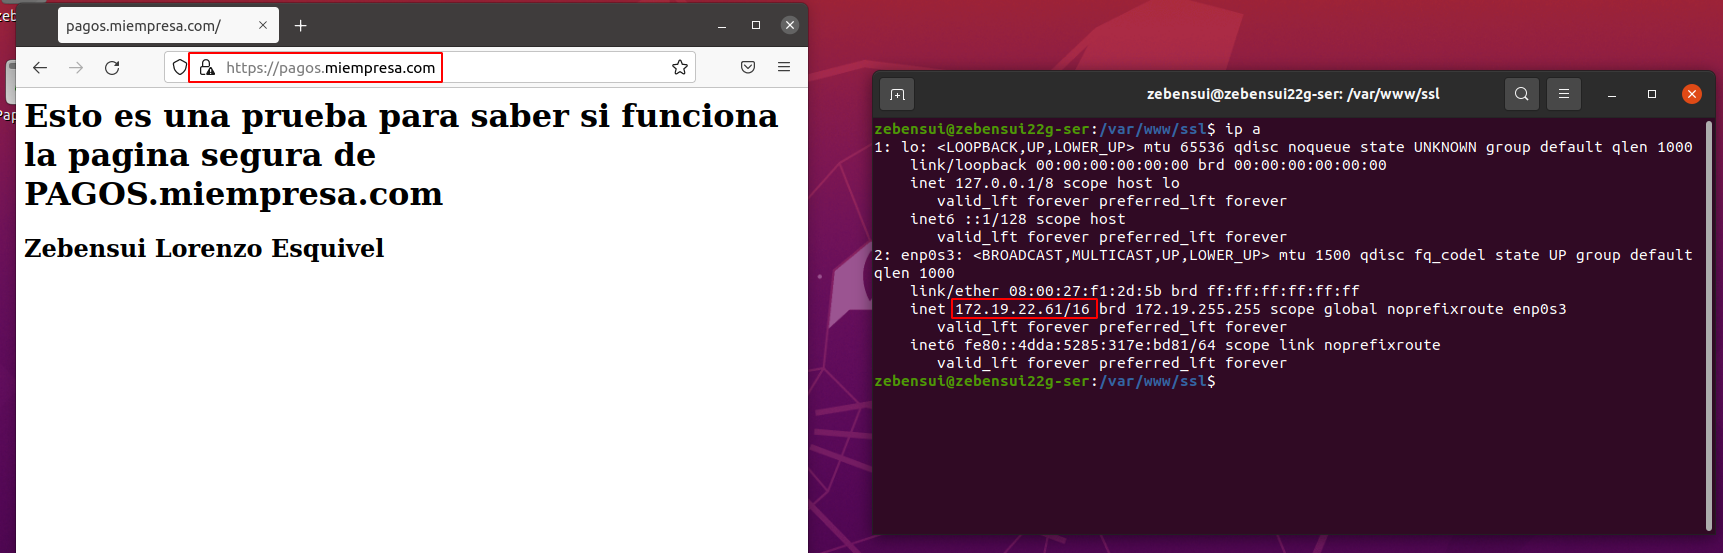 pagos.miempresa.com/
https://pagos.miempresa.com
Esto es una prueba para saber si funciona
la pagina segura de
PAGOS.miempresa.com
Zebensui Lorenzo Esquivel
zebensui@zebensui22g-ser: /var/www/ssl
zebensui@zebensui22g-ser:/var/www/ssl$ ip a
1: lo: <LOOPBACK,UP,LOWER_UP> mtu 65536 qdisc noqueue state UNKNOWN group default qlen 1000
link/loopback 00:00:00:00:00:00 brd 00:00:00:00:00:00
inet 127.0.0.1/8 scope host lo
valid_lft forever preferred_lft forever
inet6 ::1/128 scope host
valid_lft forever preferred_lft forever
2: enp0s3: <BROADCAST,MULTICAST,UP,LOWER_UP> mtu 1500 qdisc fq_codel state UP group default
qlen 1000
link/ether 08:00:27:f1:2d:5b brd ff:ff:ff:ff:ff:ff
inet 172.19.22.61/16 brd 172.19.255.255 scope global noprefixroute enp0s3
valid_lft forever preferred_lft forever
inet6 fe80::4dda:5285:317e:bd81/64 scope link noprefixroute
valid_lft forever preferred_lft forever
zebensui@zebensui22g-ser:/var/www/ssl$